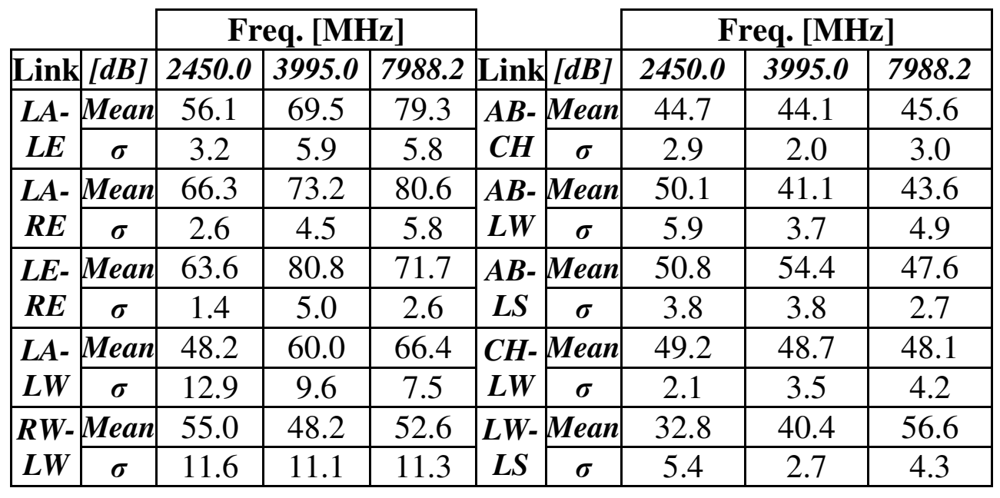 Freq. [MHz] Freq. [MHz]
Link [dB] 2450.0 3995.0 7988.2 Link [dB] 2450.0 3995.0 7988.2
LA- Mean 56.1 69.5 79.3 AB- Mean 44.7 44.1 45.6
LE σ 3.2 5.9 5.8 CH σ 2.9 2.0 3.0
LA- Mean 66.3 73.2 80.6 AB- Mean 50.1 41.1 43.6
RE σ 2.6 4.5 5.8 LW σ 5.9 3.7 4.9
LE- Mean 63.6 80.8 71.7 AB- Mean 50.8 54.4 47.6
RE σ 1.4 5.0 2.6 LS σ 3.8 3.8 2.7
LA- Mean 48.2 60.0 66.4 CH- Mean 49.2 48.7 48.1
LW σ 12.9 9.6 7.5 LW σ 2.1 3.5 4.2
RW- Mean 55.0 48.2 52.6 LW- Mean 32.8 40.4 56.6
LW σ 11.6 11.1 11.3 LS σ 5.4 2.7 4.3